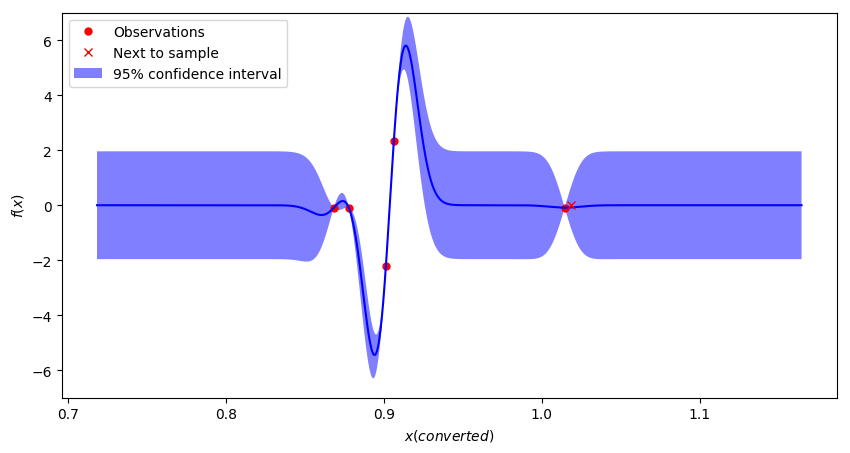 Observations
Next to sample
95% confidence interval
6
4
2
0
−2
−4
−6
f(x)
0.7 0.8 0.9 1.0 1.1
x(converted)